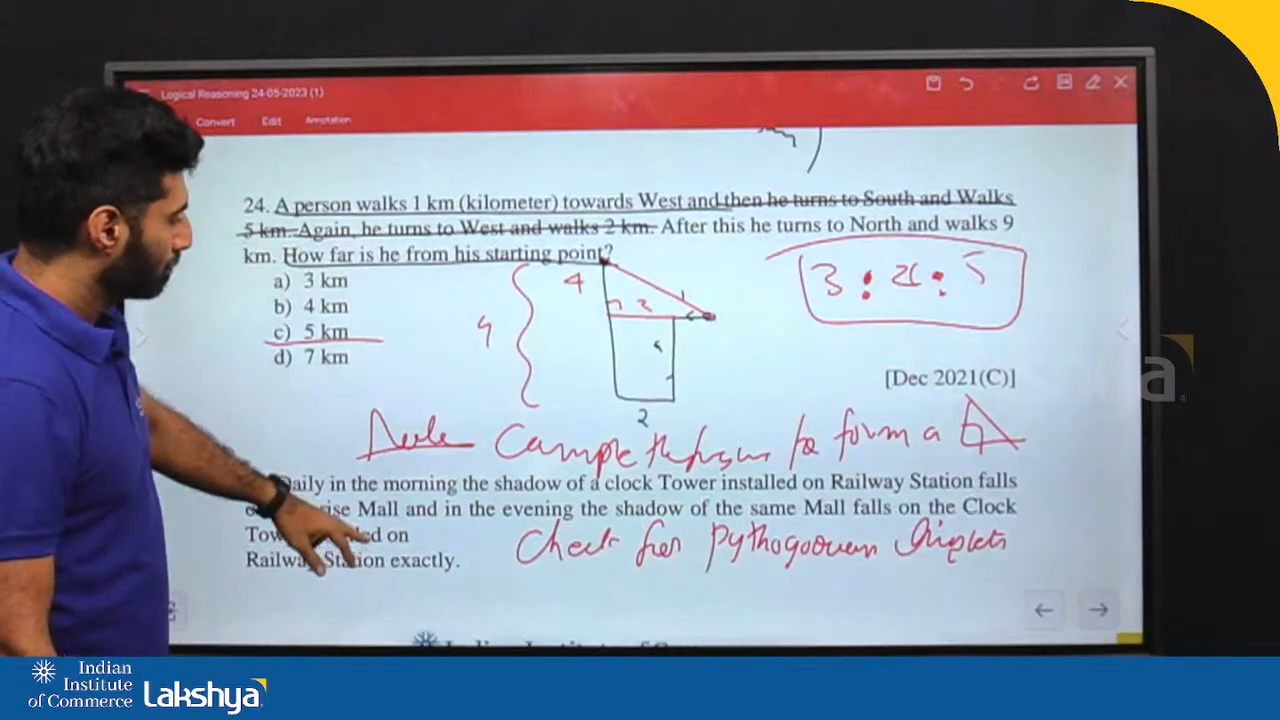 Logical Reasoning 24-05-2023 (1)
Convert Edit Annotation
24. A person walks 1 km (kilometer) towards West and then he turns to South and Walks
5 km. Again, he turns to West and walks 2 km. After this he turns to North and walks 9
km. How far is he from his starting point?
a) 3 km
b) 4 km
c) 5 km
d) 7 km
4
2
9
5
2
3 : 4 : 5
[Dec 2021(C)]
to form a
Daily in the morning the shadow of a clock Tower installed on Railway Station falls
Mall and in the evening the shadow of the same Mall falls on the Clock
on
Railway Station exactly.
Check for
Indian
Institute
of Commerce
Lakshya
a